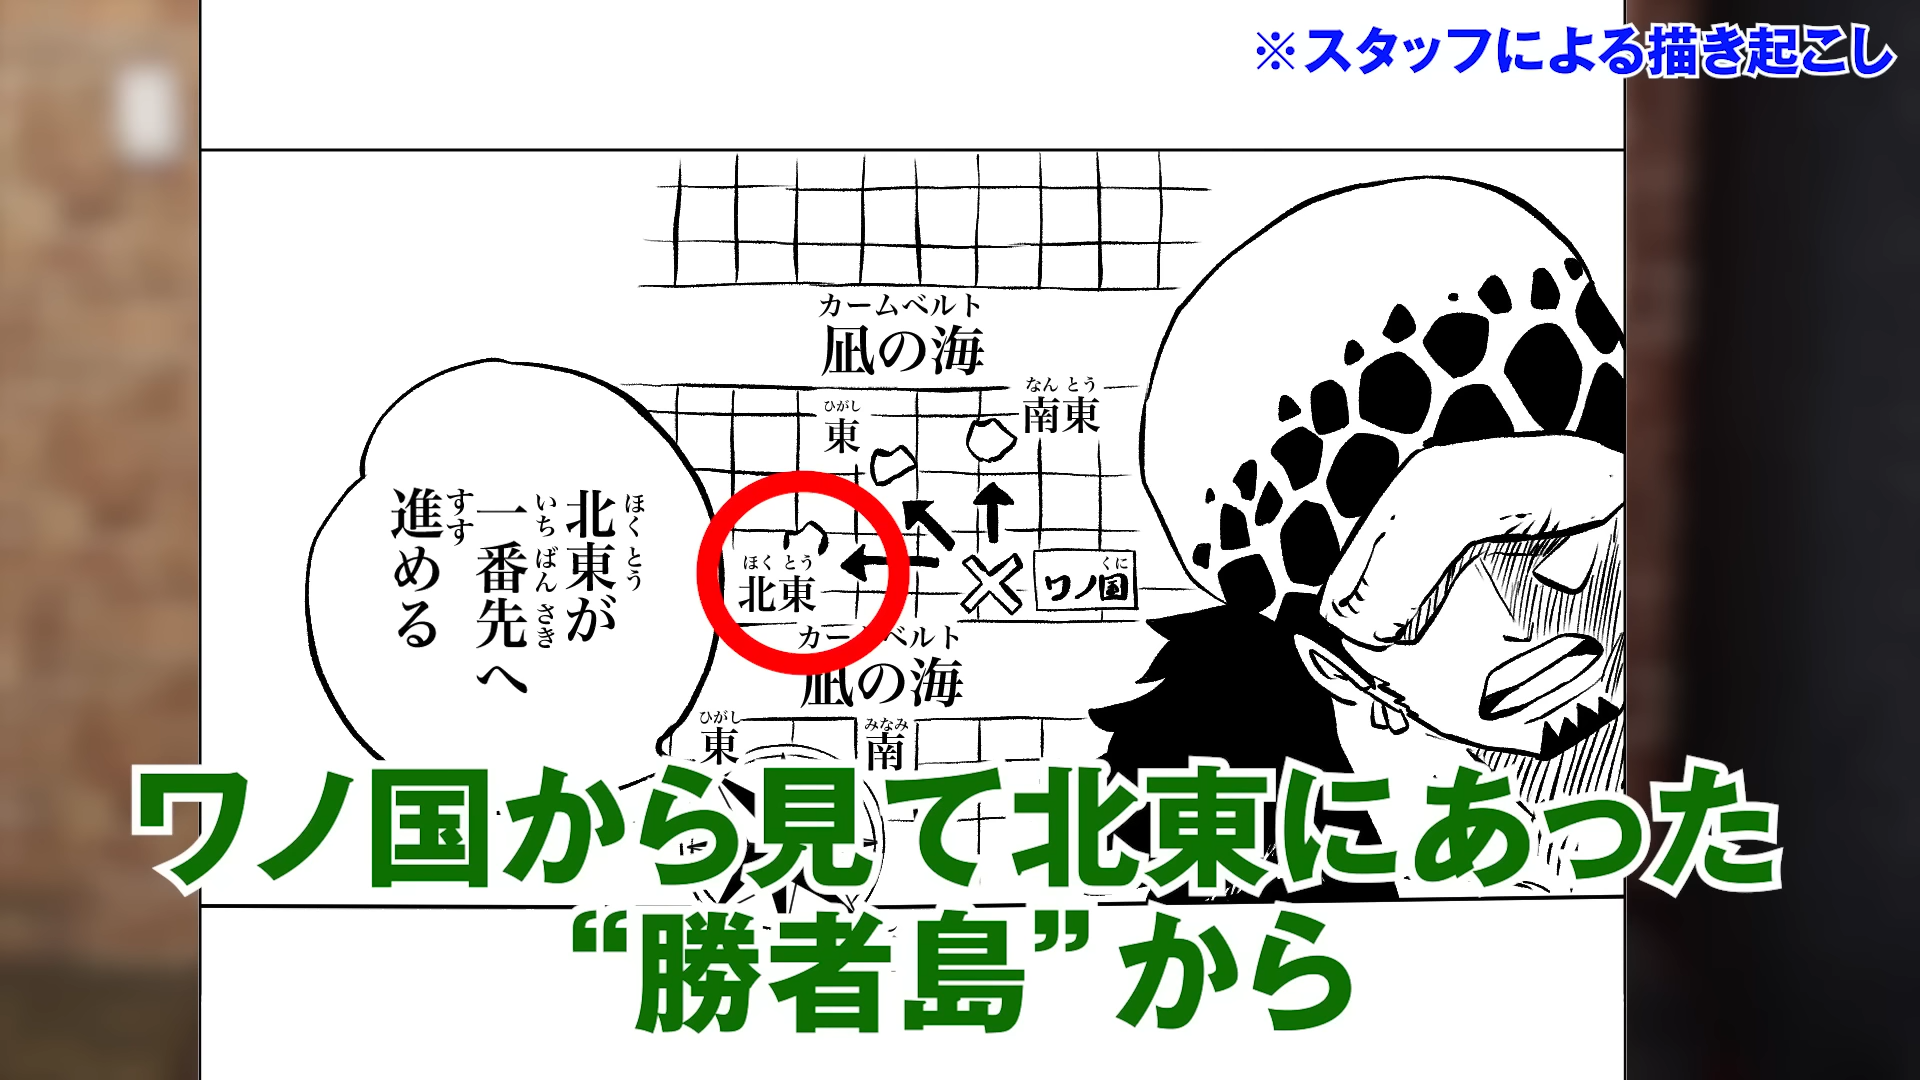 ※スタッフによる描き起こし
カームベルト
凪の海
なんとう
南東
ひがし
東
ほくとう
北東
くに
ワノ国
カームベルト
凪の海
ひがし
東
みなみ
南
ほくとう
北東が
いちばんさき
一番先へ
すす
進める
ワノ国から見て北東にあった
“勝者島”から